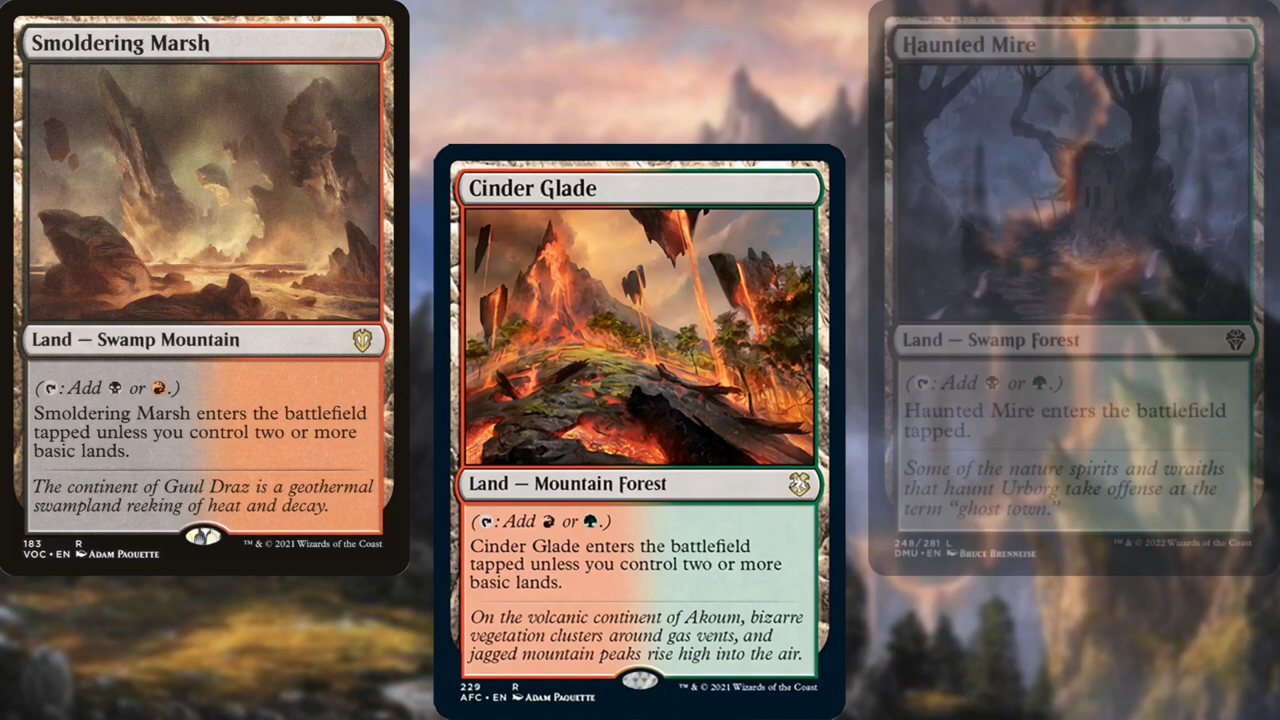 Smoldering Marsh
Land — Swamp Mountain
(: Add or .)
Smoldering Marsh enters the battlefield
tapped unless you control two or more
basic lands.
The continent of Guul Draz is a geothermal
swampland reeking of heat and decay.
183 R
VOC • EN Adam Paquette
™ & © 2021 Wizards of the Coast
Cinder Glade
Land — Mountain Forest
(: Add or .)
Cinder Glade enters the battlefield
tapped unless you control two or more
basic lands.
On the volcanic continent of Akoum, bizarre
vegetation clusters around gas vents, and
jagged mountain peaks rise high into the air.
229 R
AFC • EN Adam Paquette
™ & © 2021 Wizards of the Coast
Haunted Mire
Land — Swamp Forest
(: Add or .)
Haunted Mire enters the battlefield
tapped.
Some of the nature spirits and wraiths
that haunt Urborg take offense at the
term “ghost town.”
248/281 L
DMU • EN Bruce Brenneise
™ & © 2022 Wizards of the Coast